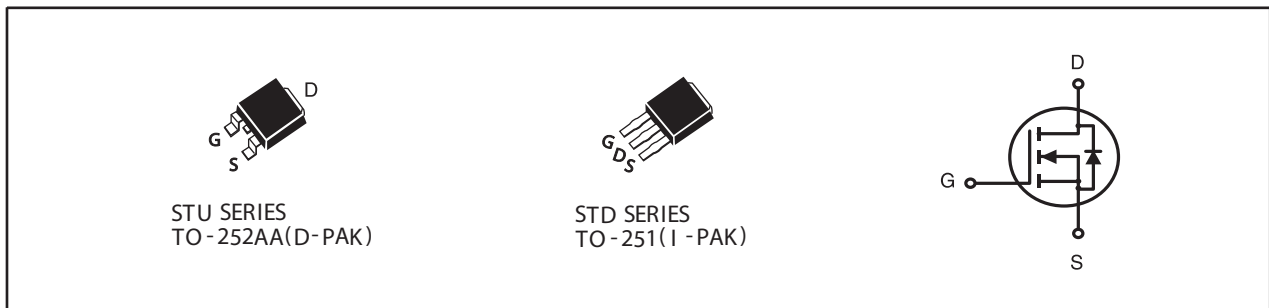 D
G
S
STU SERIES
TO-252AA(D-PAK)
G D S
STD SERIES
TO-251(I-PAK)
D
G
S